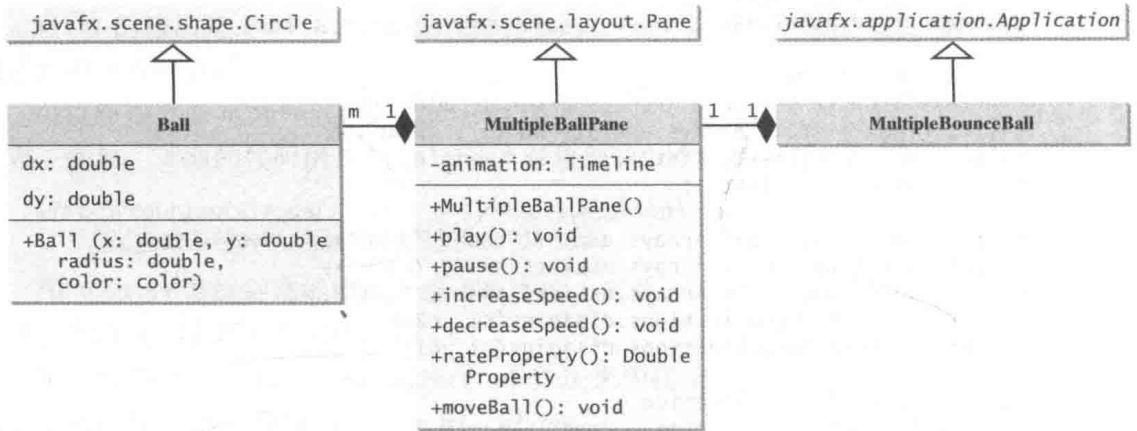 javafx.scene.shape.Circle
javafx.scene.layout.Pane
javafx.application.Application
m
1
1
1
Ball
dx: double
dy: double
+Ball (x: double, y: double,
radius: double,
color: color)
MultipleBallPane
-animation: Timeline
+MultipleBallPane()
+play(): void
+pause(): void
+increaseSpeed(): void
+decreaseSpeed(): void
+rateProperty(): Double
Property
+moveBall(): void
MultipleBounceBall